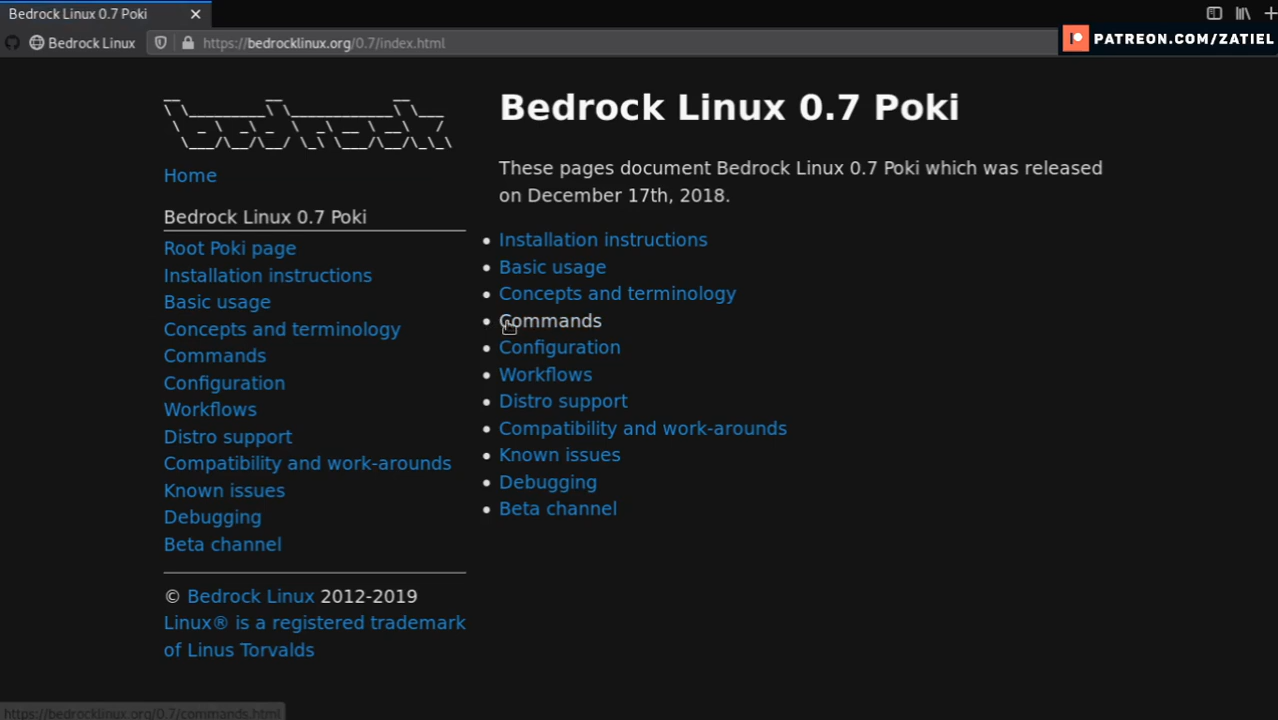 Bedrock Linux 0.7 Poki
Bedrock Linux
https://bedrocklinux.org/0.7/index.html
PATREON.COM/ZATIEL
bedrock
Home
Bedrock Linux 0.7 Poki
Root Poki page
Installation instructions
Basic usage
Concepts and terminology
Commands
Configuration
Workflows
Distro support
Compatibility and work-arounds
Known issues
Debugging
Beta channel
© Bedrock Linux 2012-2019
Linux® is a registered trademark
of Linus Torvalds
Bedrock Linux 0.7 Poki
These pages document Bedrock Linux 0.7 Poki which was released
on December 17th, 2018.
Installation instructions
Basic usage
Concepts and terminology
Commands
Configuration
Workflows
Distro support
Compatibility and work-arounds
Known issues
Debugging
Beta channel
https://bedrocklinux.org/0.7/commands.html